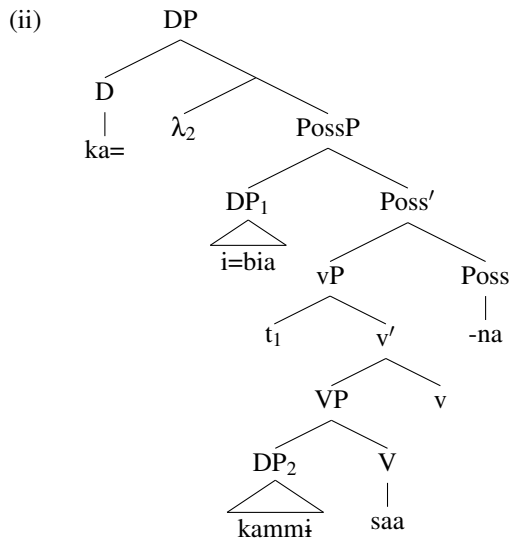 (ii) DP
D
ka= λ₂ PossP
DP₁ Poss′
i=bia
vP Poss
-na
t₁ v′
VP v
DP₂ V
kammɨ saa